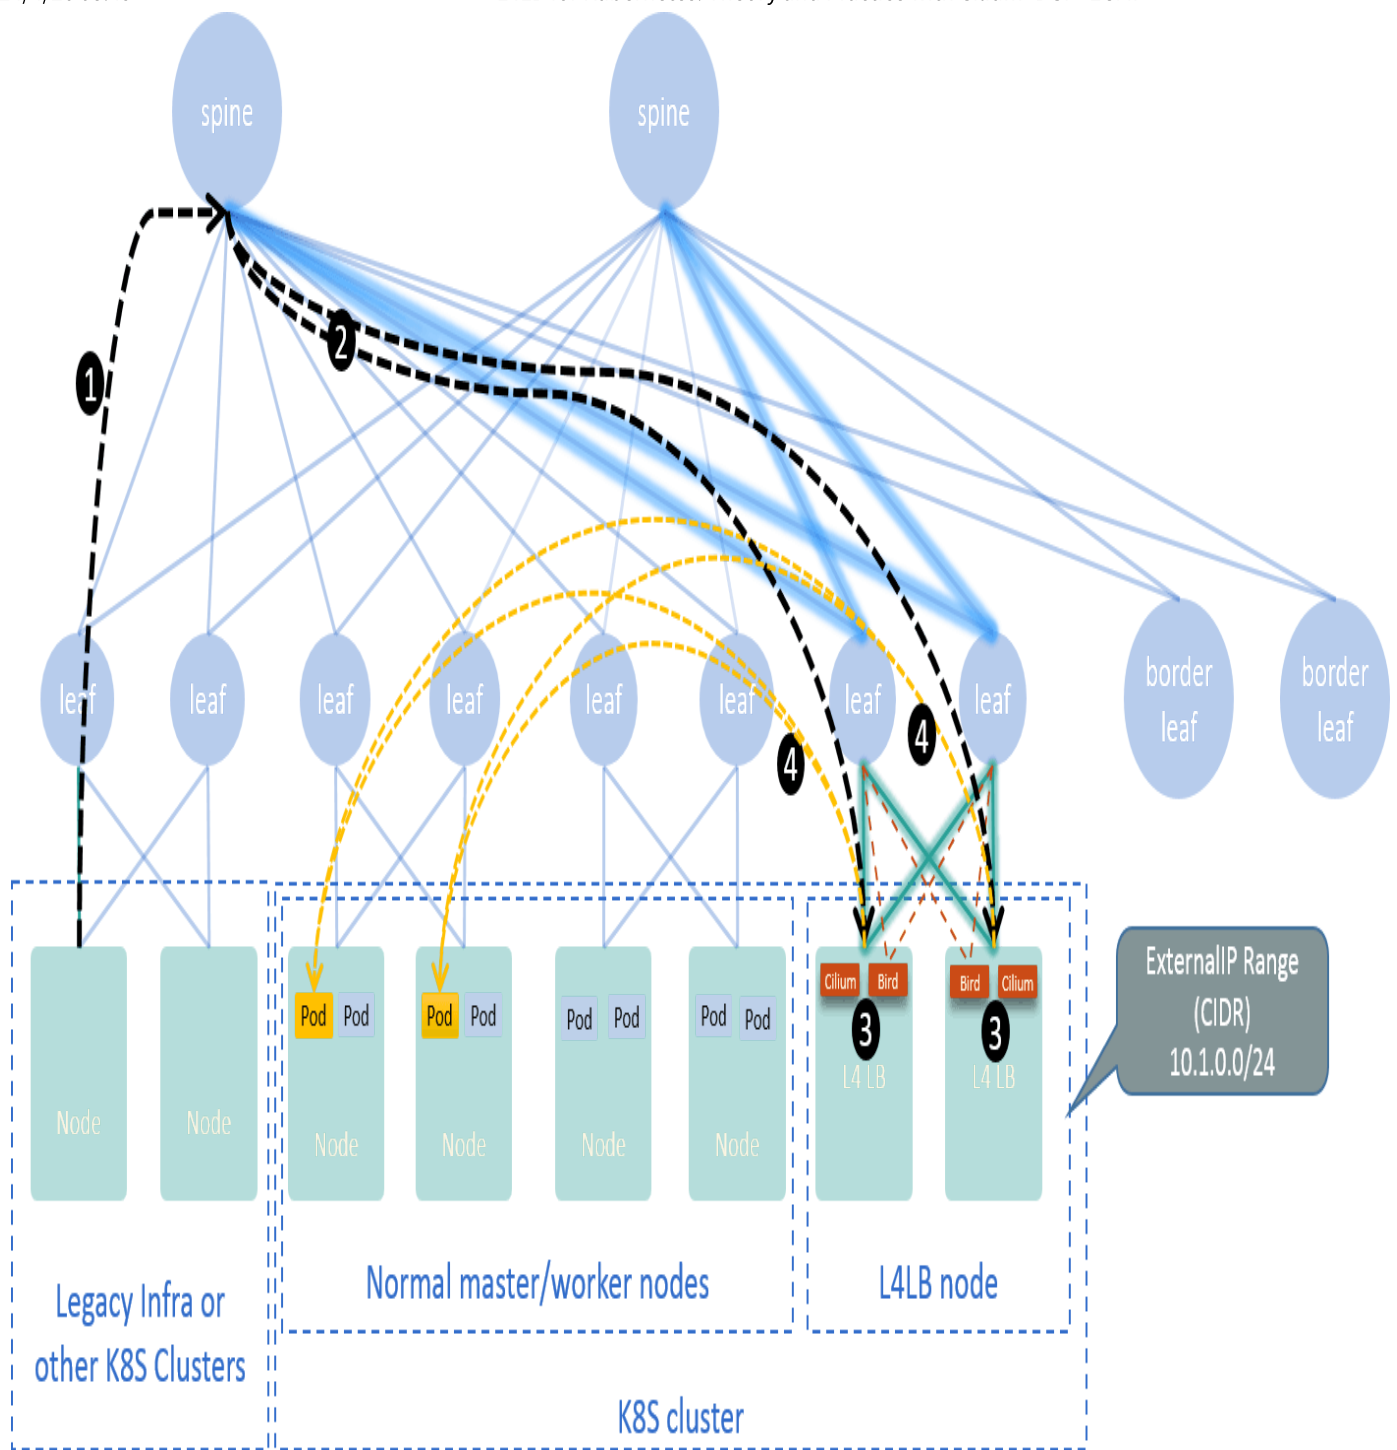 spine
spine
1
2
leaf
leaf
leaf
leaf
leaf
leaf
leaf
leaf
border
leaf
border
leaf
4
4
Pod
Pod
Pod
Pod
Pod
Pod
Pod
Pod
Cilium
Bird
Bird
Cilium
3
3
L4 LB
L4 LB
Node
Node
Node
Node
Node
Node
ExternalIP Range
(CIDR)
10.1.0.0/24
Legacy Infra or
other K8S Clusters
Normal master/worker nodes
L4LB node
K8S cluster